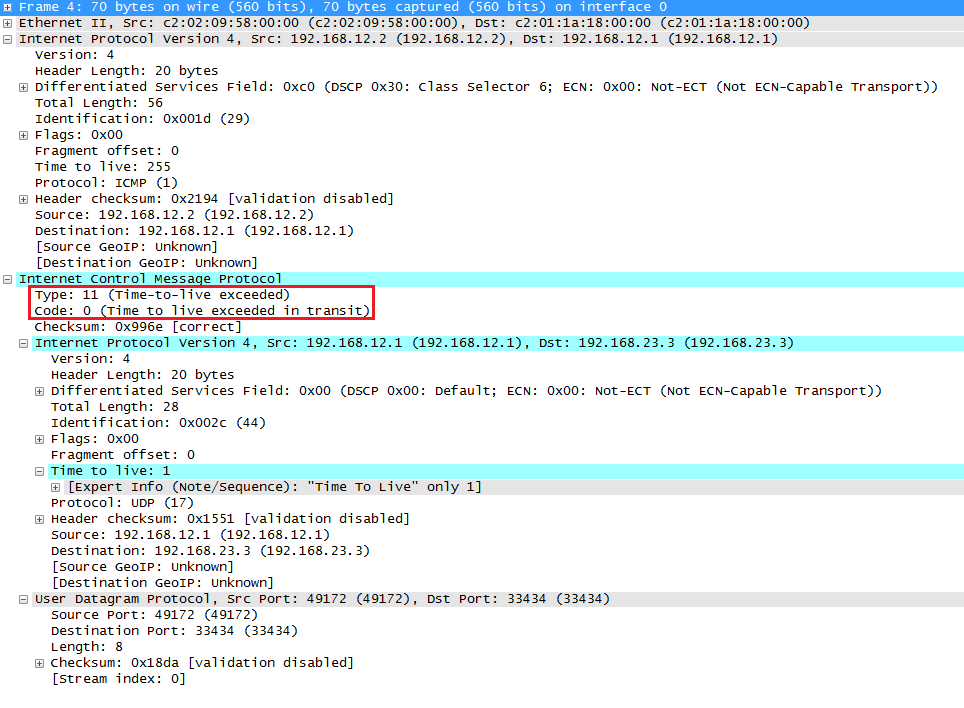 Frame 4: 70 bytes on wire (560 bits), 70 bytes captured (560 bits) on interface 0
Ethernet II, Src: c2:02:09:58:00:00 (c2:02:09:58:00:00), Dst: c2:01:1a:18:00:00 (c2:01:1a:18:00:00)
Internet Protocol Version 4, Src: 192.168.12.2 (192.168.12.2), Dst: 192.168.12.1 (192.168.12.1)
Version: 4
Header Length: 20 bytes
Differentiated Services Field: 0xc0 (DSCP 0x30: Class Selector 6; ECN: 0x00: Not-ECT (Not ECN-Capable Transport))
Total Length: 56
Identification: 0x001d (29)
Flags: 0x00
Fragment offset: 0
Time to live: 255
Protocol: ICMP (1)
Header checksum: 0x2194 [validation disabled]
Source: 192.168.12.2 (192.168.12.2)
Destination: 192.168.12.1 (192.168.12.1)
[Source GeoIP: Unknown]
[Destination GeoIP: Unknown]
Internet Control Message Protocol
Type: 11 (Time-to-live exceeded)
Code: 0 (Time to live exceeded in transit)
Checksum: 0x996e [correct]
Internet Protocol Version 4, Src: 192.168.12.1 (192.168.12.1), Dst: 192.168.23.3 (192.168.23.3)
Version: 4
Header Length: 20 bytes
Differentiated Services Field: 0x00 (DSCP 0x00: Default; ECN: 0x00: Not-ECT (Not ECN-Capable Transport))
Total Length: 28
Identification: 0x002c (44)
Flags: 0x00
Fragment offset: 0
Time to live: 1
[Expert Info (Note/Sequence): "Time To Live" only 1]
Protocol: UDP (17)
Header checksum: 0x1551 [validation disabled]
Source: 192.168.12.1 (192.168.12.1)
Destination: 192.168.23.3 (192.168.23.3)
[Source GeoIP: Unknown]
[Destination GeoIP: Unknown]
User Datagram Protocol, Src Port: 49172 (49172), Dst Port: 33434 (33434)
Source Port: 49172 (49172)
Destination Port: 33434 (33434)
Length: 8
Checksum: 0x18da [validation disabled]
[Stream index: 0]